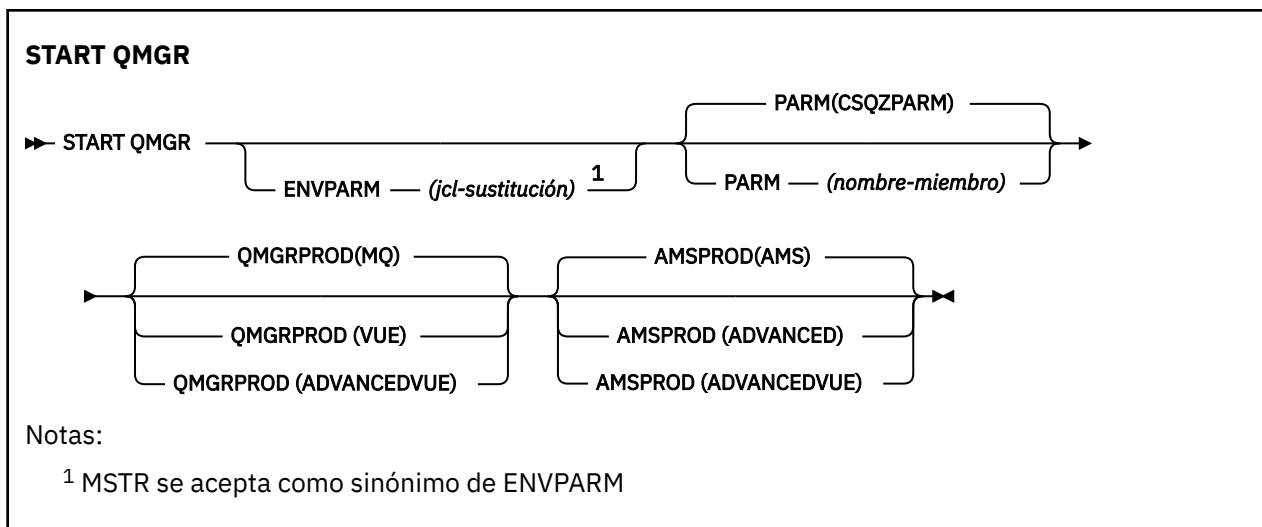 START QMGR
PARM(CSQZPARM)
START QMGR
ENVPARM (jcl-sustitución) 1
PARM (nombre-miembro)
QMGRPROD(MQ) AMSPROD(AMS)
QMGRPROD (VUE) AMSPROD (ADVANCED)
QMGRPROD (ADVANCEDVUE) AMSPROD (ADVANCEDVUE)
Notas:
1 MSTR se acepta como sinónimo de ENVPARM